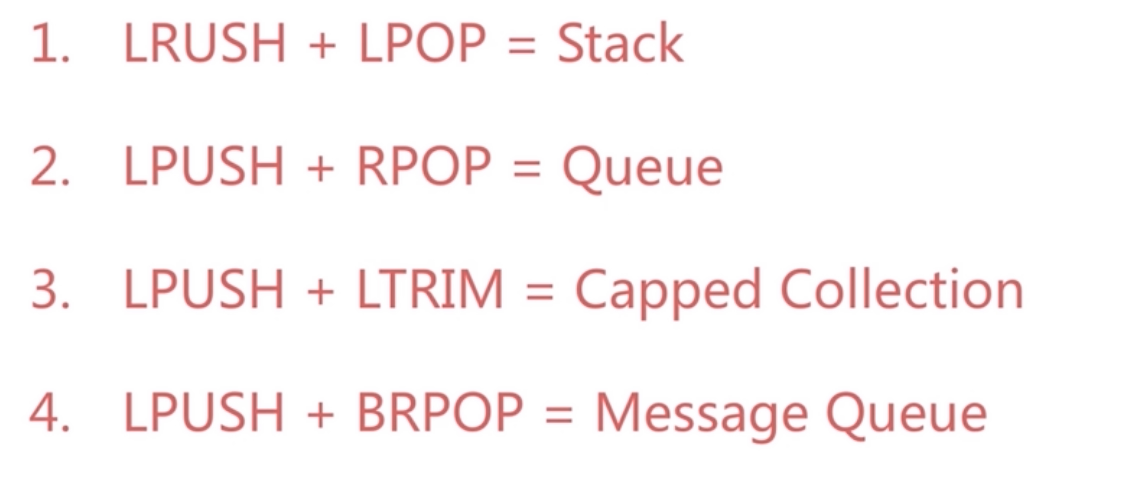 1. LRUSH + LPOP = Stack
2. LPUSH + RPOP = Queue
3. LPUSH + LTRIM = Capped Collection
4. LPUSH + BRPOP = Message Queue